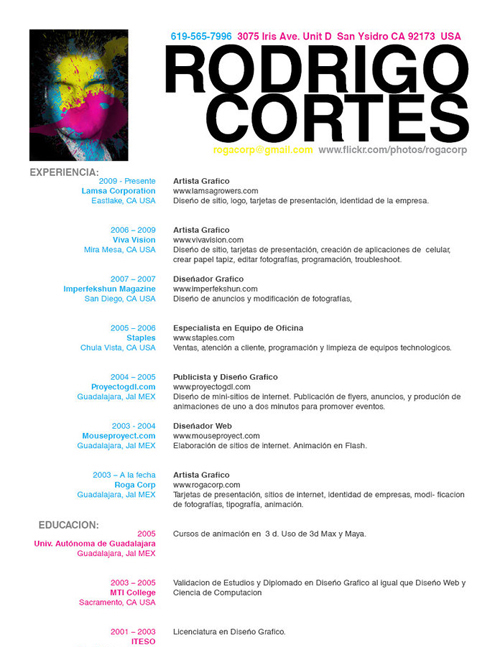 619-565-7996 3075 Iris Ave. Unit D San Ysidro CA 92173 USA
RODRIGO
CORTES
rogacorp@gmail.com www.flickr.com/photos/rogacorp
EXPERIENCIA:
2009 - Presente Artista Grafico
Lamsa Corporation www.lamsagrowers.com
Eastlake, CA USA Diseño de sitio, logo, tarjetas de presentación, identidad de la empresa.
2006 – 2009 Artista Grafico
Viva Vision www.vivavision.com
Mira Mesa, CA USA Diseño de sitio, tarjetas de presentación, creación de aplicaciones de celular,
crear papel tapiz, editar fotografías, programación, troubleshoot.
2007 – 2007 Diseñador Grafico
Imperfekshun Magazine www.imperfekshun.com
San Diego, CA USA Diseño de anuncios y modificación de fotografías,
2005 – 2006 Especialista en Equipo de Oficina
Staples www.staples.com
Chula Vista, CA USA Ventas, atención a cliente, programación y limpieza de equipos technologicos.
2004 – 2005 Publicista y Diseño Grafico
Proyectogdl.com www.proyectogdl.com
Guadalajara, Jal MEX Diseño de mini-sitios de internet. Publicación de flyers, anuncios, y produción de
animaciones de uno a dos minutos para promover eventos.
2003 - 2004 Diseñador Web
Mouseproyect.com www.mouseproyect.com
Guadalajara, Jal MEX Elaboración de sitios de internet. Animación en Flash.
2003 – A la fecha Artista Grafico
Roga Corp www.rogacorp.com
Guadalajara, Jal MEX Tarjetas de presentación, sitios de internet, identidad de empresas, modi- ficacion
de fotografías, tipografía, animación.
EDUCACION:
2005 Cursos de animación en 3 d. Uso de 3d Max y Maya.
Univ. Autónoma de Guadalajara
Guadalajara, Jal MEX
2003 – 2005 Validacion de Estudios y Diplomado en Diseño Grafico al igual que Diseño Web y
MTI College Ciencia de Computacion
Sacramento, CA USA
2001 – 2003 Licenciatura en Diseño Grafico.
ITESO